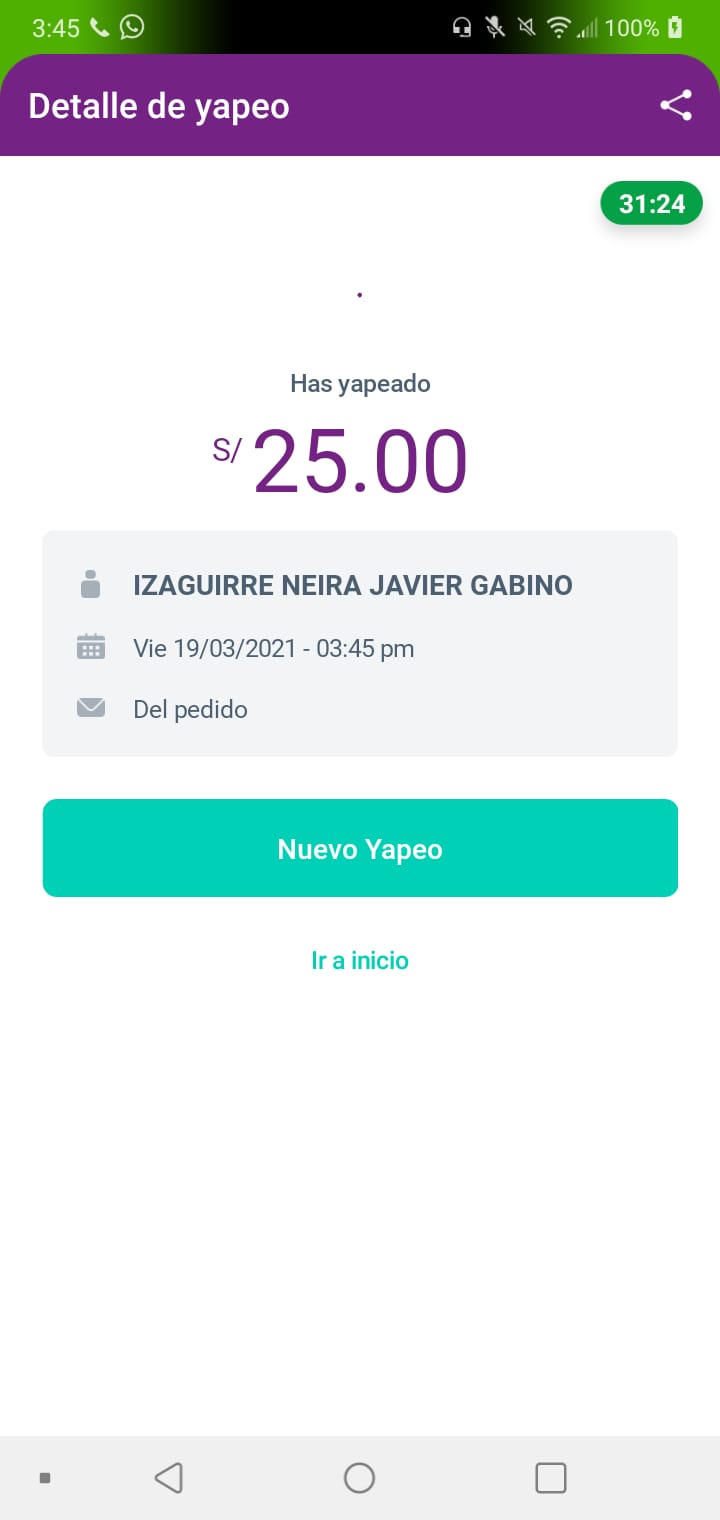 3:45 100%
Detalle de yapeo
31:24
Has yapeado
S/ 25.00
IZAGUIRRE NEIRA JAVIER GABINO
Vie 19/03/2021 - 03:45 pm
Del pedido
Nuevo Yapeo
Ir a inicio